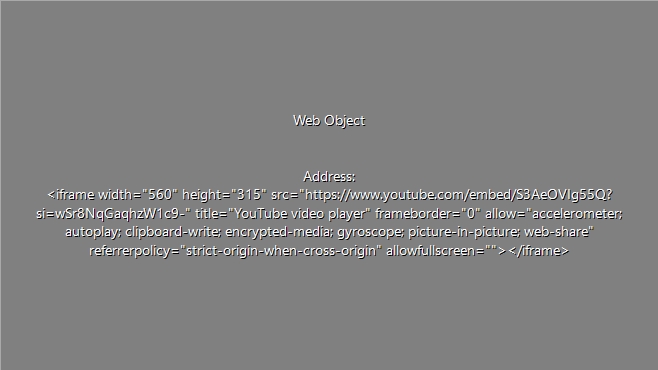 Web Object
Address:
<iframe width="560" height="315" src="https://www.youtube.com/embed/S3AeOVIg55Q?
si=wSr8NqGaqhzW1c9-" title="YouTube video player" frameborder="0" allow="accelerometer;
autoplay; clipboard-write; encrypted-media; gyroscope; picture-in-picture; web-share"
referrerpolicy="strict-origin-when-cross-origin" allowfullscreen=""></iframe>